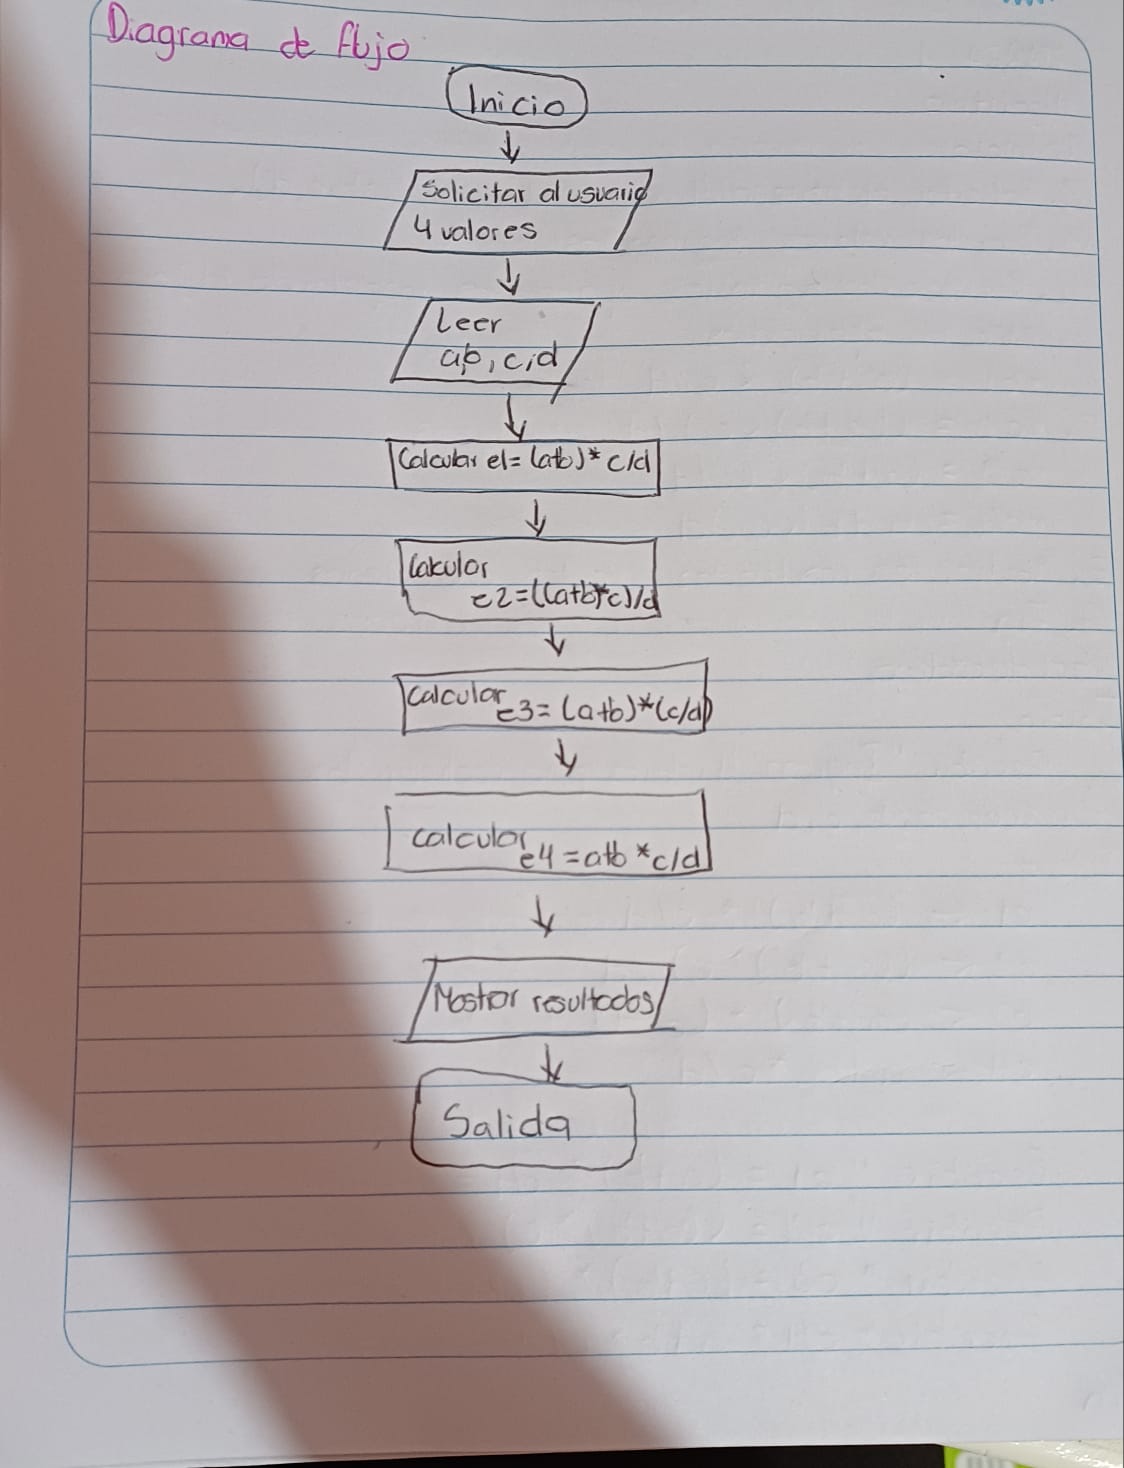 Diagrama de flujo
Inicio
Solicitar al usuario
4 valores
Leer
a,b,c,d
Calcular e1=(a+b)*c/d
Calcular
e2=((a+b)*c)/d
Calcular
e3=(a+b)*(c/d)
Calcular
e4=a+b*c/d
Mostrar resultados
Salida